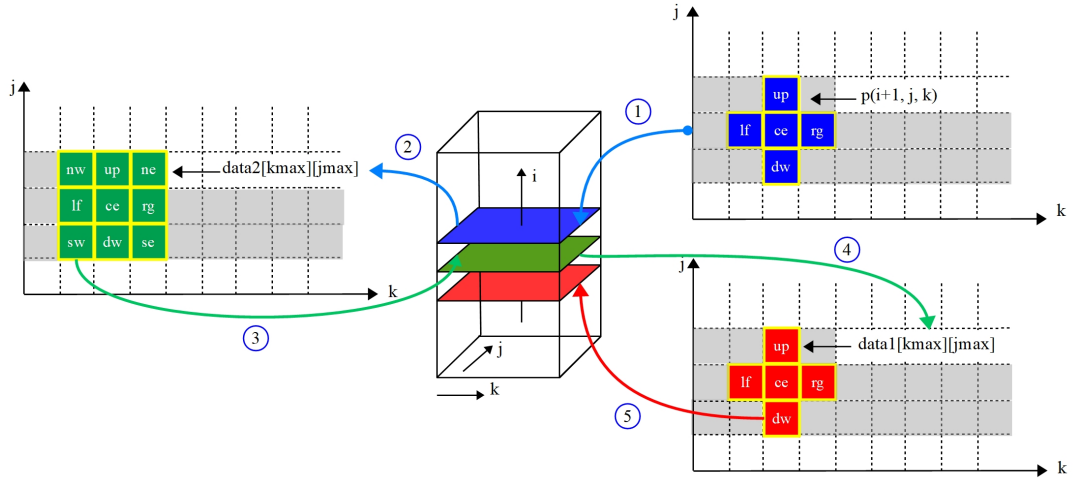 j
nw up ne
lf ce rg
sw dw se
data2[kmax][jmax]
k
2
3
i
j
k
1
j
up
lf ce rg
dw
p(i+1, j, k)
k
4
5
j
up
lf ce rg
dw
data1[kmax][jmax]
k